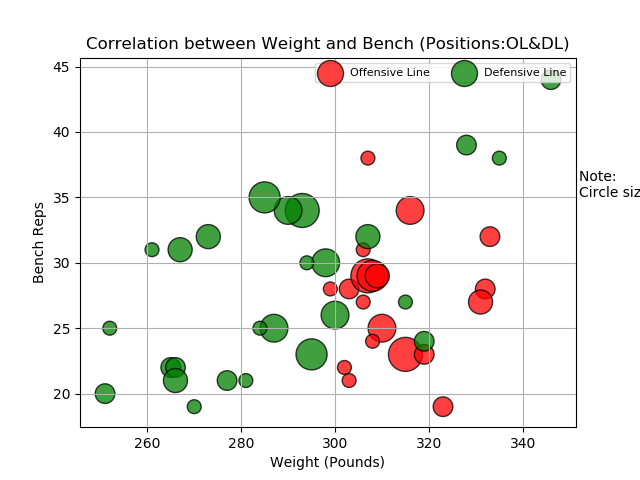 Correlation between Weight and Bench (Positions:OL&DL)
Offensive Line
Defensive Line
45
40
35
30
25
20
Bench Reps
260
280
300
320
340
Weight (Pounds)
Note:
Circle siz